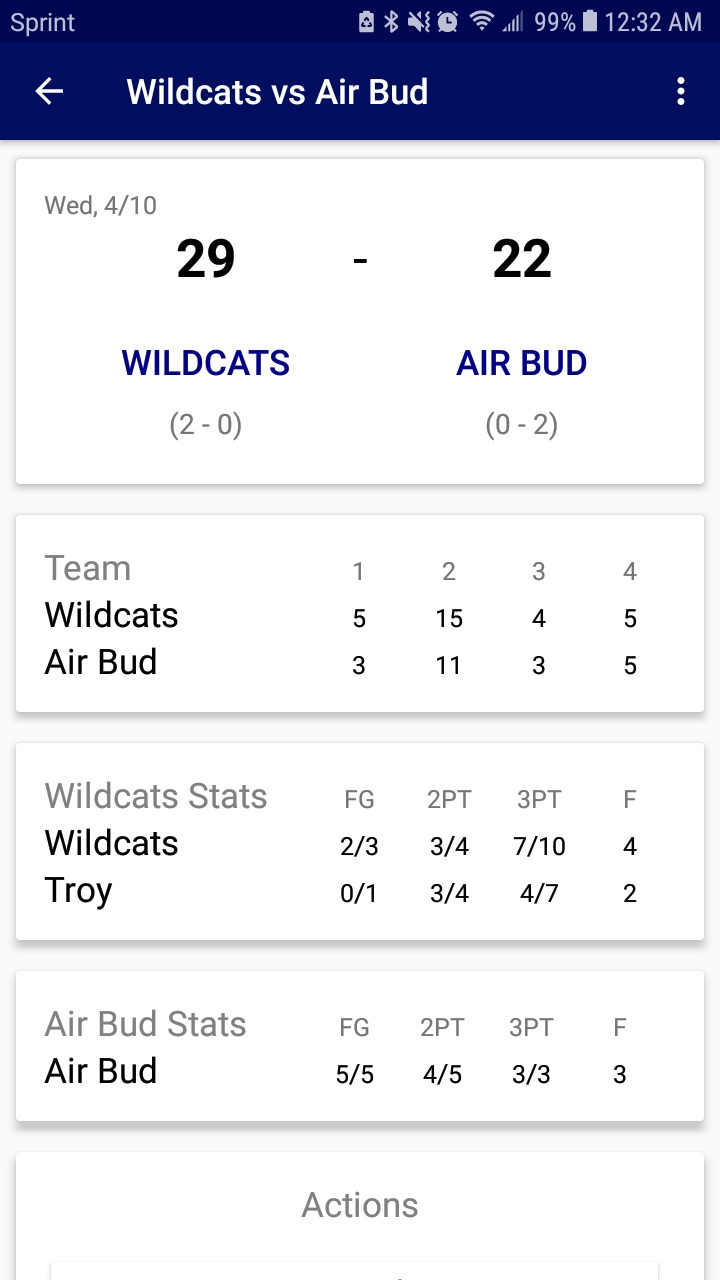 Sprint 99% 12:32 AM
Wildcats vs Air Bud
Wed, 4/10
29 - 22
WILDCATS AIR BUD
(2 - 0) (0 - 2)
Team 1 2 3 4
Wildcats 5 15 4 5
Air Bud 3 11 3 5
Wildcats Stats FG 2PT 3PT F
Wildcats 2/3 3/4 7/10 4
Troy 0/1 3/4 4/7 2
Air Bud Stats FG 2PT 3PT F
Air Bud 5/5 4/5 3/3 3
Actions